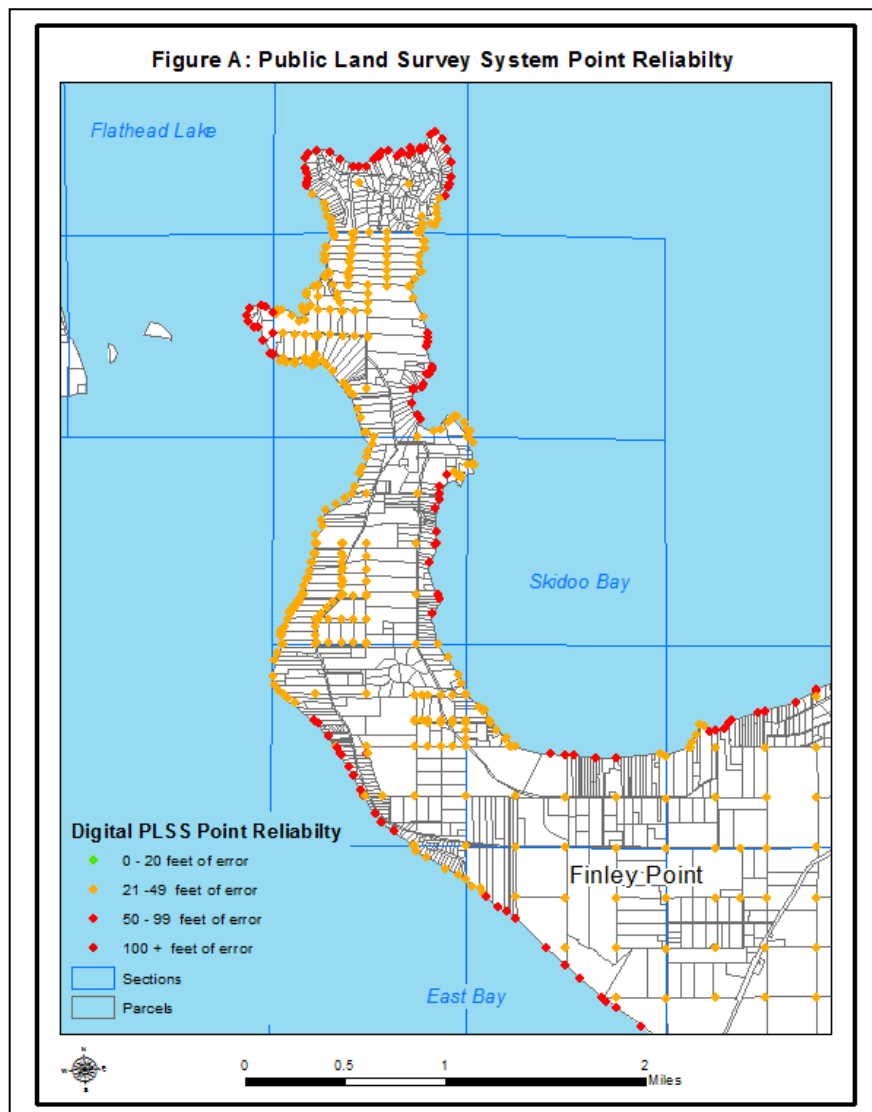 Figure A: Public Land Survey System Point Reliabilty
Flathead Lake
Skidoo Bay
Digital PLSS Point Reliabilty
0 - 20 feet of error
21 -49 feet of error
50 - 99 feet of error
100 + feet of error
Sections
Parcels
Finley Point
East Bay
N
W
E
S
0 0.5 1 2
Miles